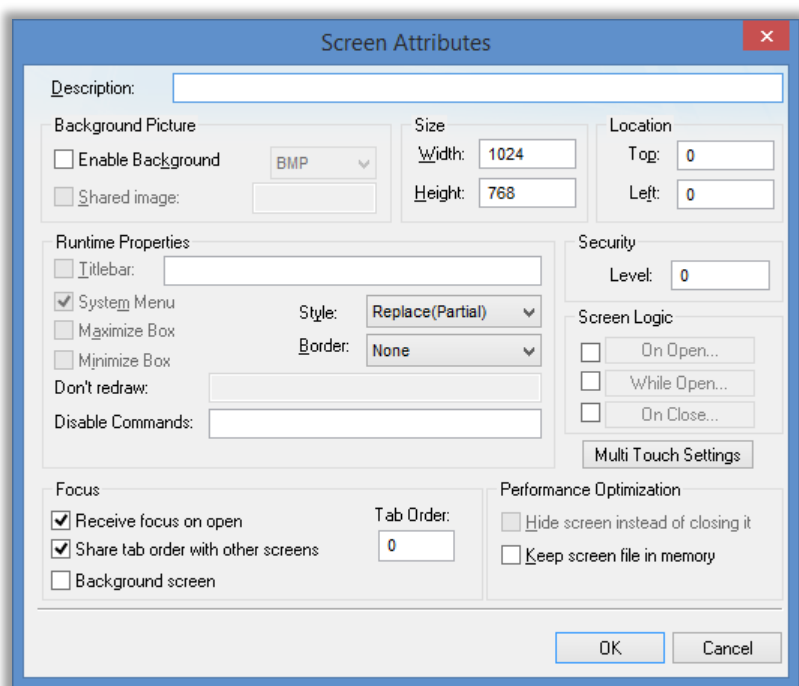 Screen Attributes
Description:
Background Picture
Enable Background BMP
Shared image:
Size
Width: 1024
Height: 768
Location
Top: 0
Left: 0
Runtime Properties
Titlebar:
System Menu
Maximize Box
Minimize Box
Style: Replace(Partial)
Border: None
Don't redraw:
Disable Commands:
Security
Level: 0
Screen Logic
On Open...
While Open...
On Close...
Multi Touch Settings
Focus
Receive focus on open
Share tab order with other screens
Background screen
Tab Order:
0
Performance Optimization
Hide screen instead of closing it
Keep screen file in memory
OK Cancel